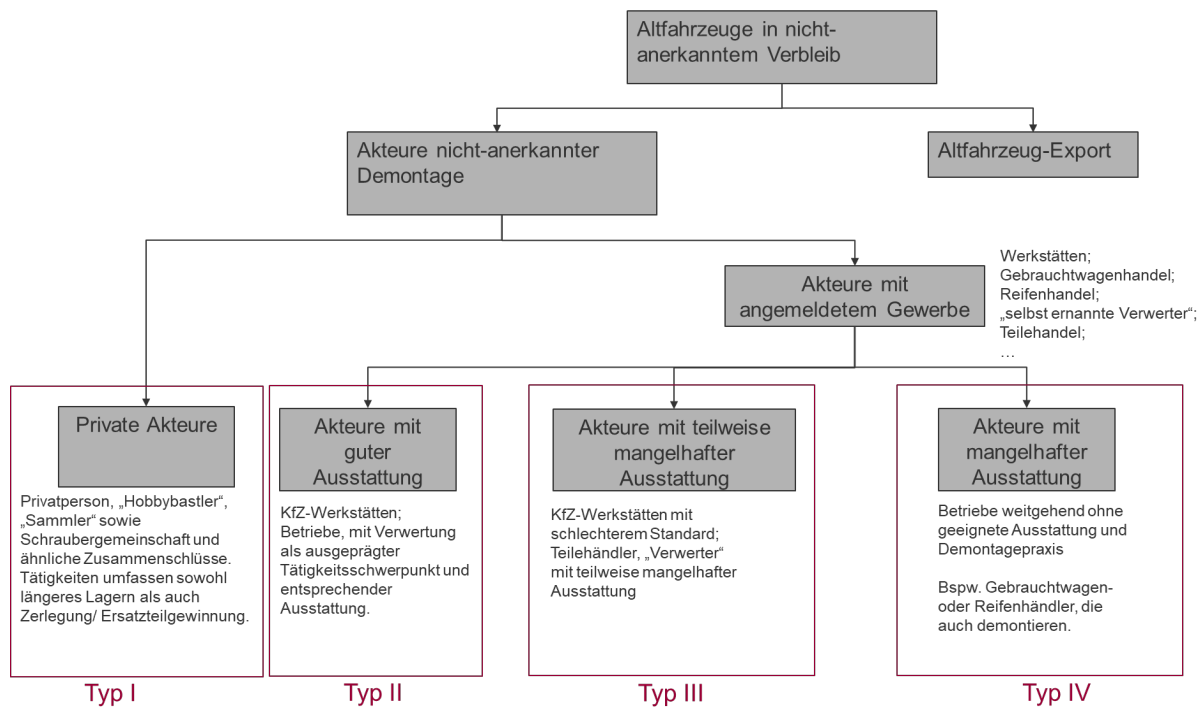 Altfahrzeuge in nicht-
anerkanntem Verbleib
Akteure nicht-anerkannter
Demontage
Altfahrzeug-Export
Akteure mit
angemeldetem Gewerbe
Werkstätten;
Gebrauchtwagenhandel;
Reifenhandel;
„selbst ernannte Verwerter“;
Teilehandel;
…
Private Akteure
Privatperson, „Hobbybastler“,
„Sammler“ sowie
Schraubergemeinschaft und
ähnliche Zusammenschlüsse.
Tätigkeiten umfassen sowohl
längeres Lagern als auch
Zerlegung/ Ersatzteilgewinnung.
Typ I
Akteure mit
guter
Ausstattung
KfZ-Werkstätten;
Betriebe, mit Verwertung
als ausgeprägter
Tätigkeitsschwerpunkt und
entsprechender
Ausstattung.
Typ II
Akteure mit teilweise
mangelhafter
Ausstattung
KfZ-Werkstätten mit
schlechterem Standard;
Teilehändler, „Verwerter“
mit teilweise mangelhafter
Ausstattung
Typ III
Akteure mit
mangelhafter
Ausstattung
Betriebe weitgehend ohne
geeignete Ausstattung und
Demontagepraxis
Bspw. Gebrauchtwagen-
oder Reifenhändler, die
auch demontieren.
Typ IV